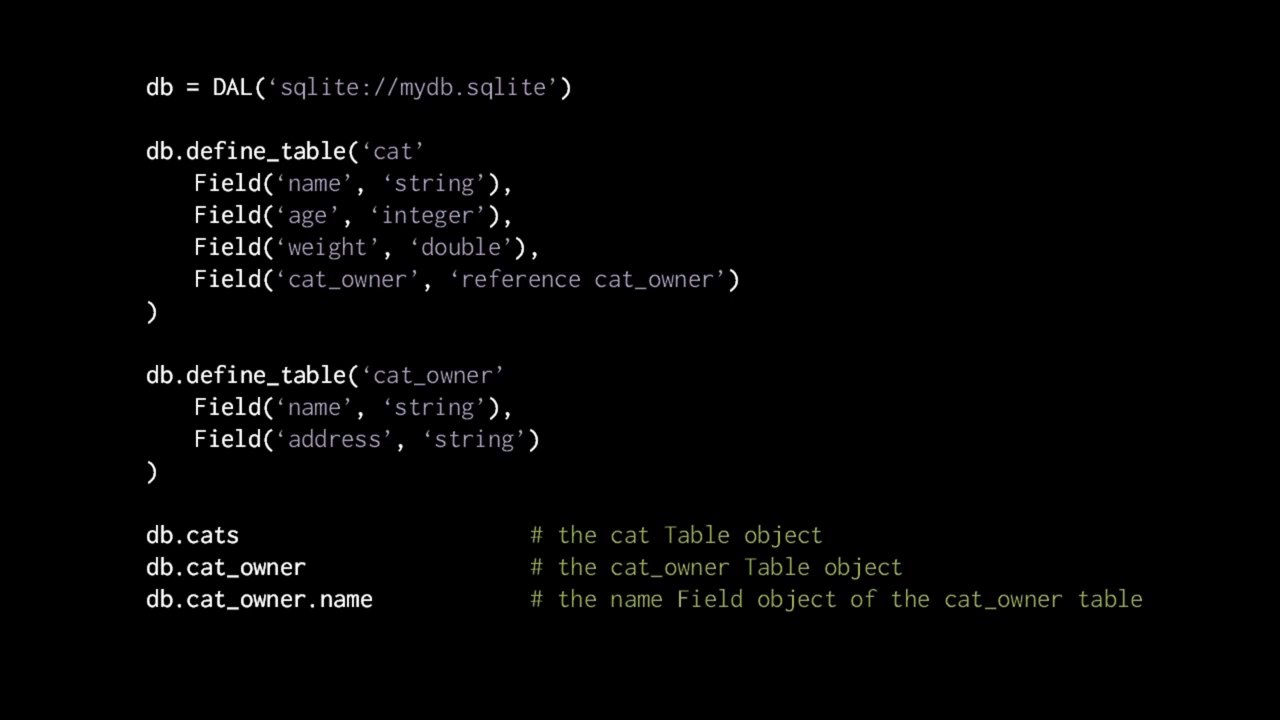 db = DAL(‘sqlite://mydb.sqlite’)
db.define_table(‘cat’
Field(‘name’, ‘string’),
Field(‘age’, ‘integer’),
Field(‘weight’, ‘double’),
Field(‘cat_owner’, ‘reference cat_owner’)
)
db.define_table(‘cat_owner’
Field(‘name’, ‘string’),
Field(‘address’, ‘string’)
)
db.cats # the cat Table object
db.cat_owner # the cat_owner Table object
db.cat_owner.name # the name Field object of the cat_owner table